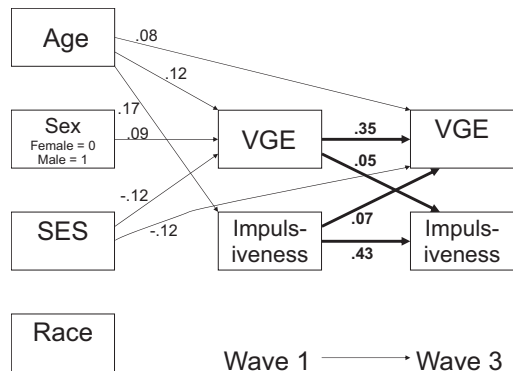 Age
.08
.12
.17
Sex
Female = 0
Male = 1
.09
VGE
.35
VGE
.05
-.12
SES
-.12
Impuls-
iveness
.07
.43
Impuls-
iveness
Race
Wave 1
Wave 3